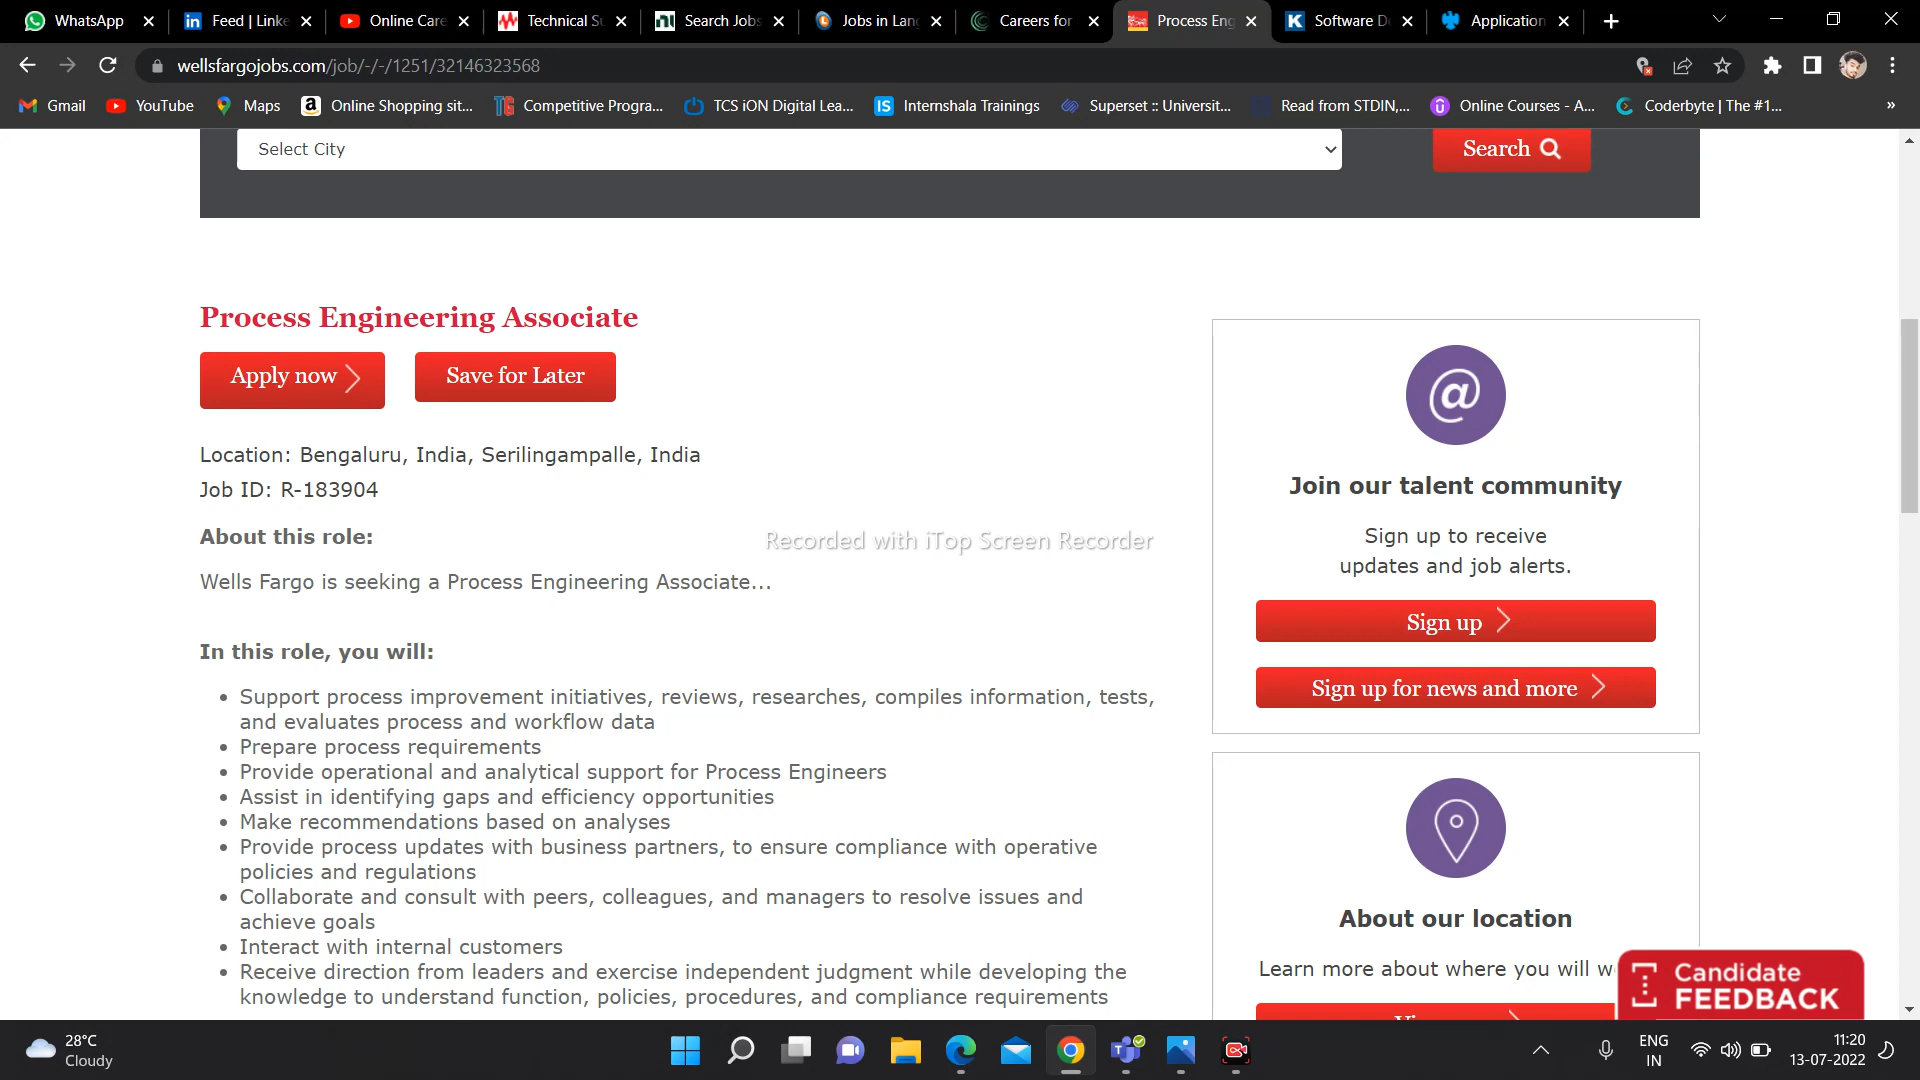 WhatsApp
Feed | Linke
Online Care
Technical Su
Search Jobs
Jobs in Lang
Careers for
Process Eng
Software De
Application
wellsfargojobs.com/job/-/-/1251/32146323568
Gmail
YouTube
Maps
Online Shopping sit...
Competitive Progra...
TCS iON Digital Lea...
Internshala Trainings
Superset :: Universit...
Read from STDIN,...
Online Courses - A...
Coderbyte | The #1...
»
Select City
Search
Process Engineering Associate
Apply now
Save for Later
Location: Bengaluru, India, Serilingampalle, India
Job ID: R-183904
About this role:
Wells Fargo is seeking a Process Engineering Associate...
In this role, you will:
• Support process improvement initiatives, reviews, researches, compiles information, tests,
and evaluates process and workflow data
• Prepare process requirements
• Provide operational and analytical support for Process Engineers
• Assist in identifying gaps and efficiency opportunities
• Make recommendations based on analyses
• Provide process updates with business partners, to ensure compliance with operative
policies and regulations
• Collaborate and consult with peers, colleagues, and managers to resolve issues and
achieve goals
• Interact with internal customers
• Receive direction from leaders and exercise independent judgment while developing the
knowledge to understand function, policies, procedures, and compliance requirements
Recorded with iTop Screen Recorder
@
Join our talent community
Sign up to receive
updates and job alerts.
Sign up
Sign up for news and more
About our location
Learn more about where you will w
Candidate
FEEDBACK
28°C
Cloudy
ENG
IN
11:20
13-07-2022